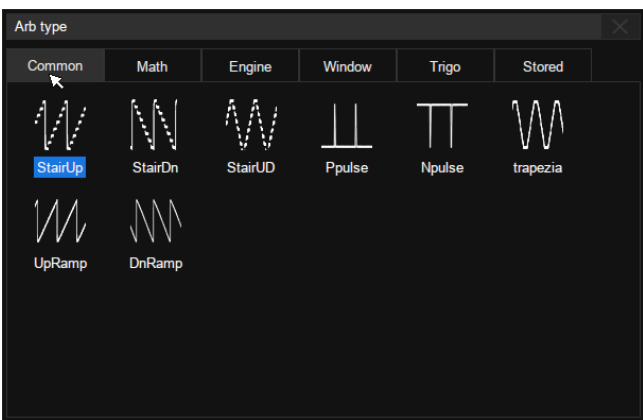 Arb type
Common Math Engine Window Trigo Stored
StairUp StairDn StairUD Ppulse Npulse trapezia
UpRamp DnRamp